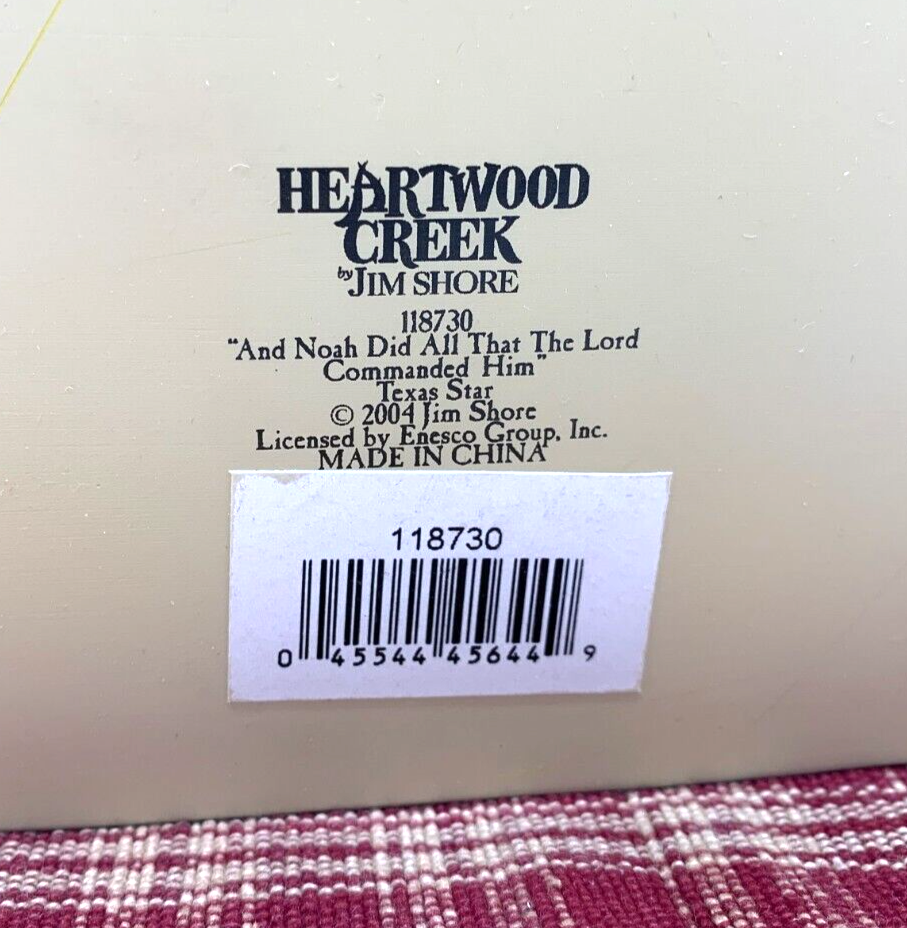 HEARTWOOD
CREEK
by JIM SHORE
118730
"And Noah Did All That The Lord
Commanded Him"
Texas Star
© 2004 Jim Shore
Licensed by Enesco Group, Inc.
MADE IN CHINA
118730
0 45544 45644 9